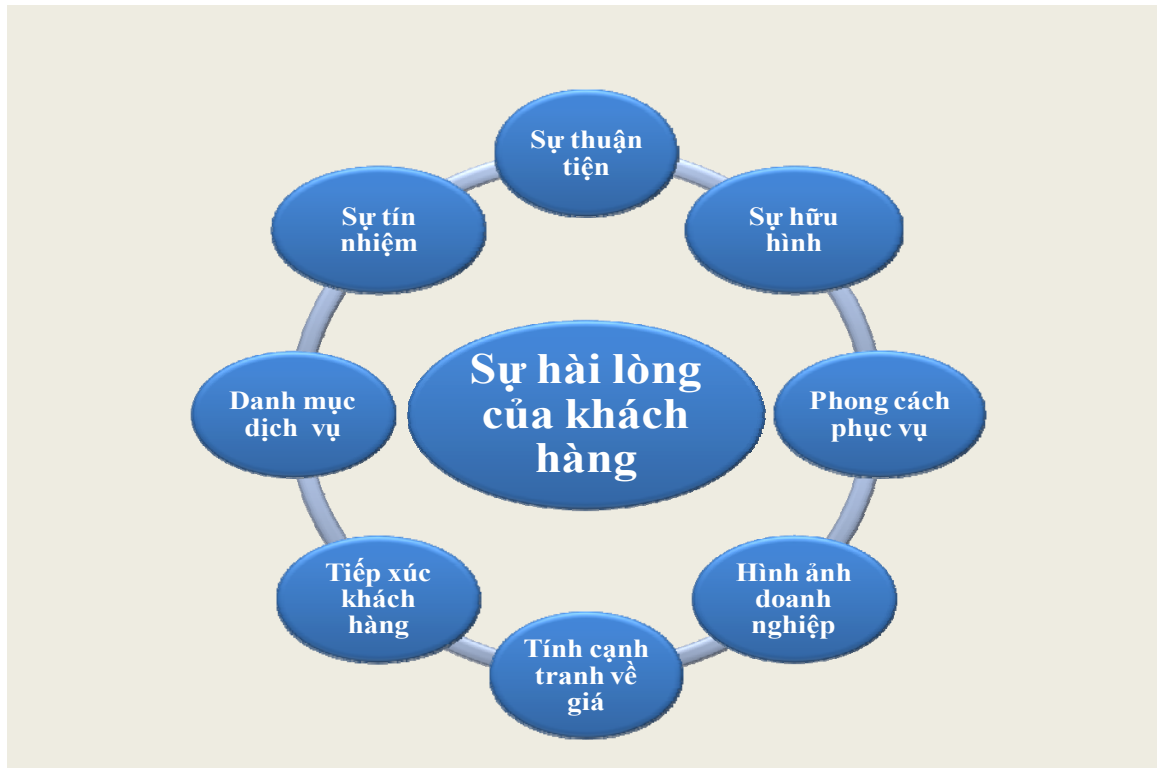 Sự thuận
tiện
Sự tín
nhiệm
Sự hữu
hình
Sự hài lòng
của khách
hàng
Danh mục
dịch vụ
Phong cách
phục vụ
Tiếp xúc
khách
hàng
Hình ảnh
doanh
nghiệp
Tính cạnh
tranh về
giá